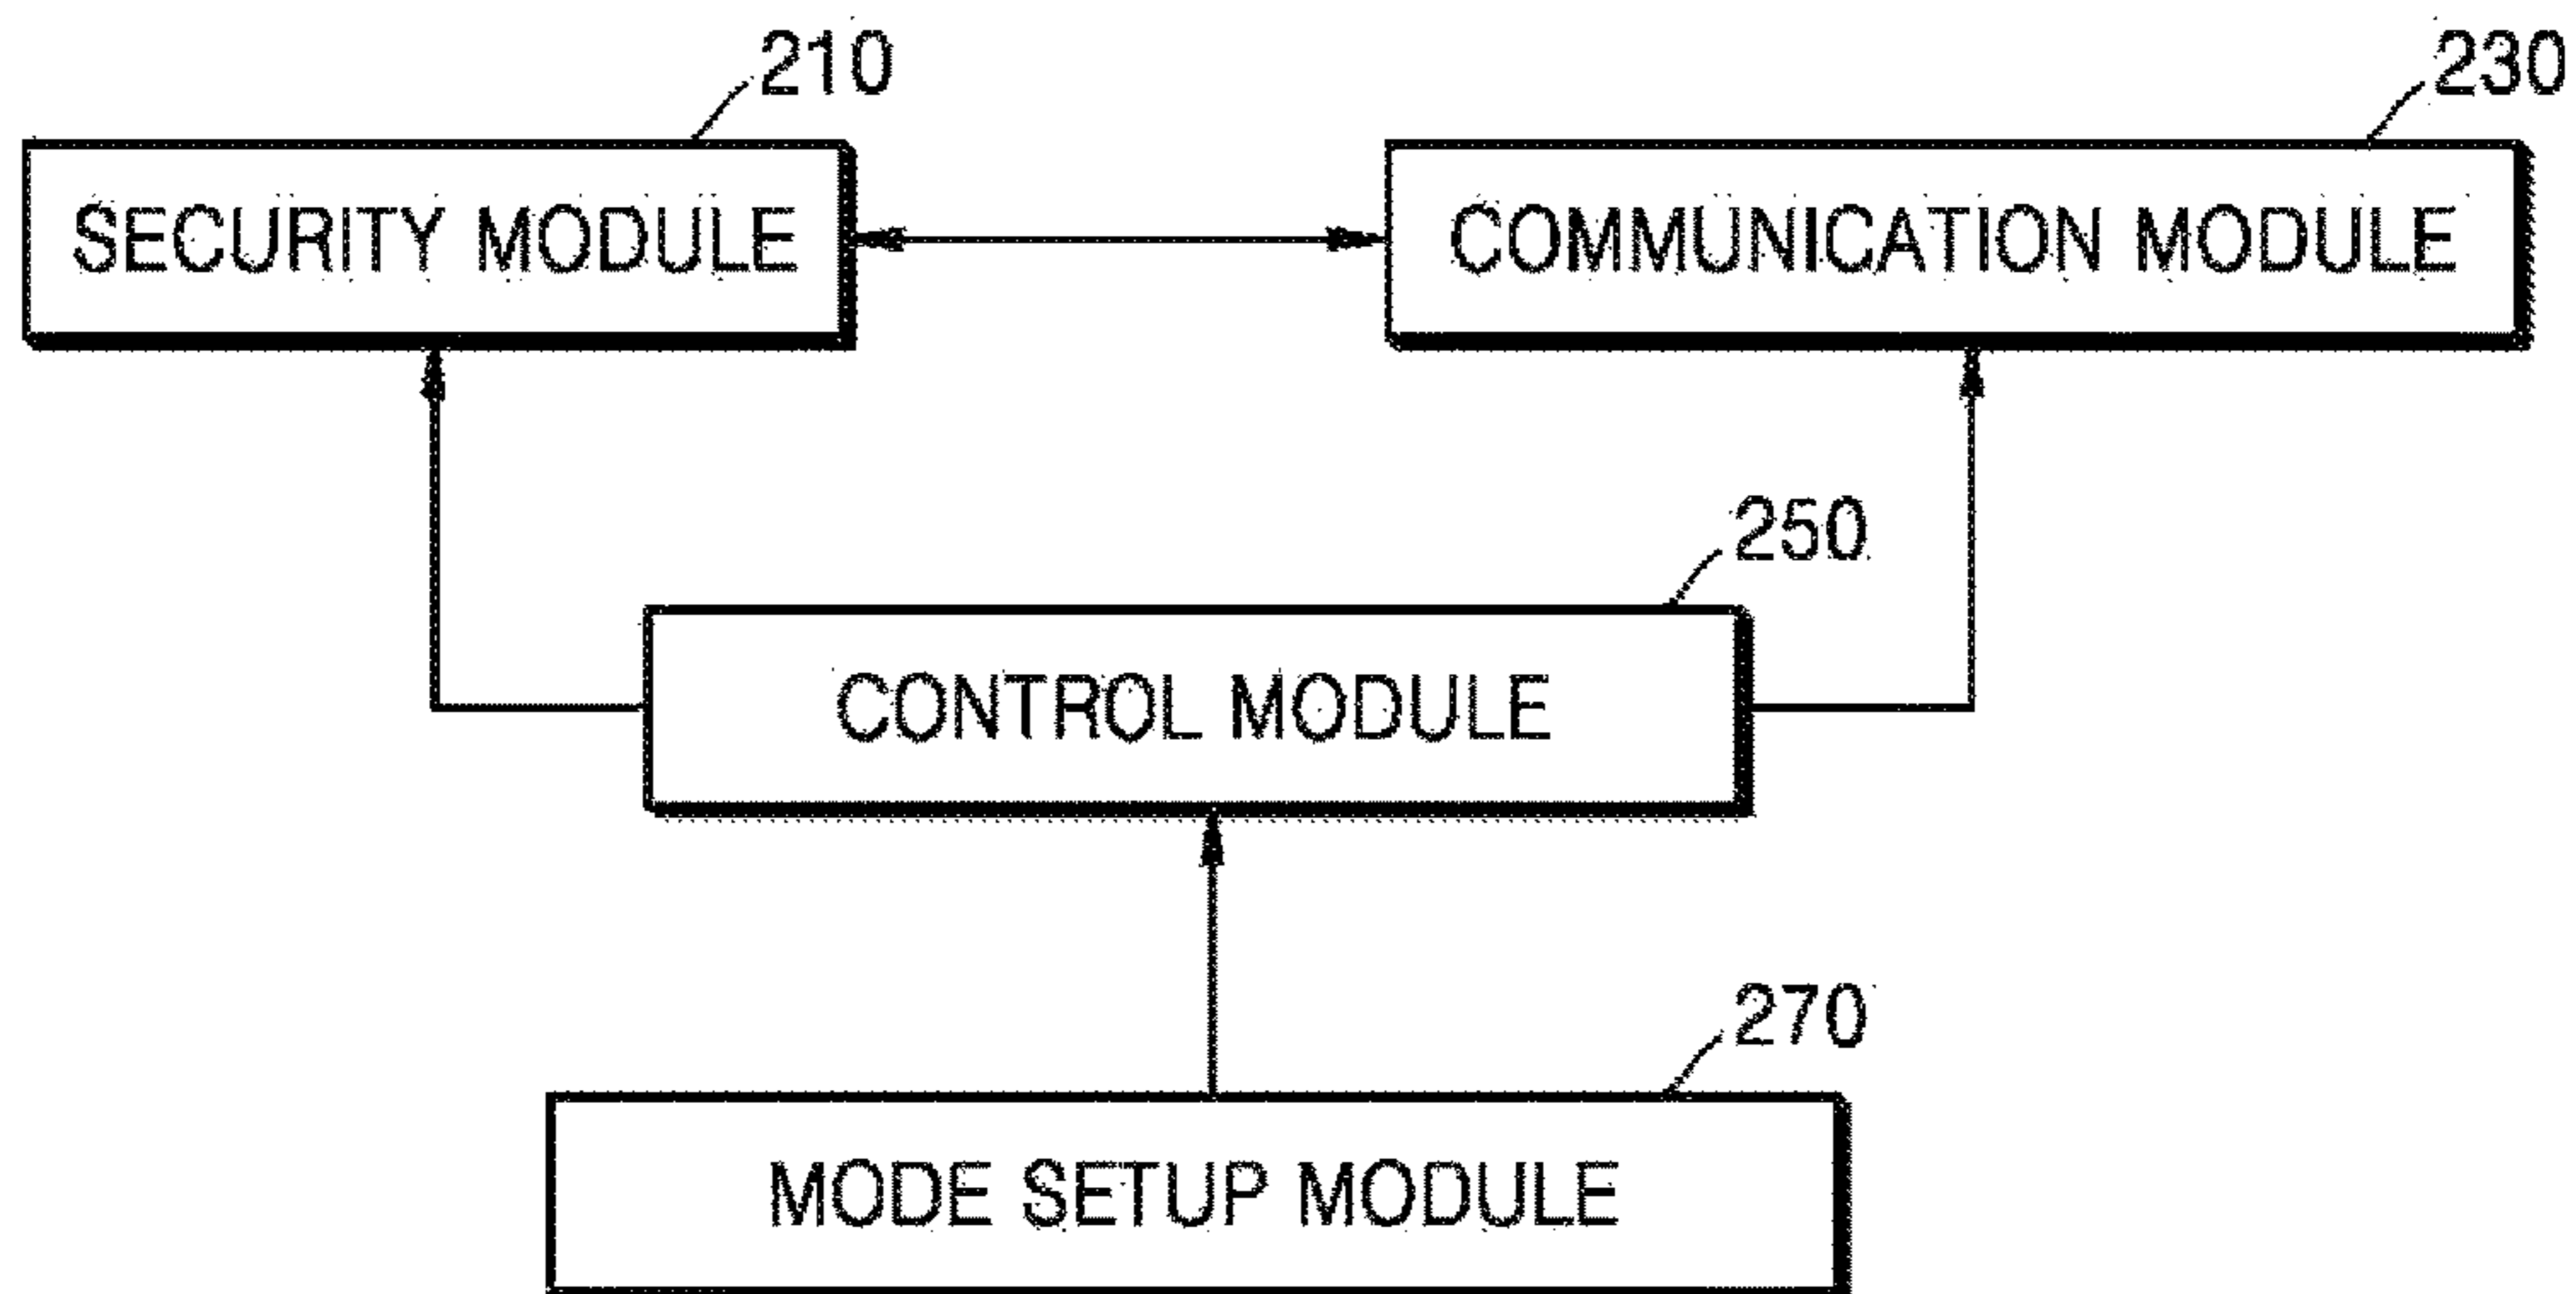 210
230
SECURITY MODULE
COMMUNICATION MODULE
250
CONTROL MODULE
270
MODE SETUP MODULE